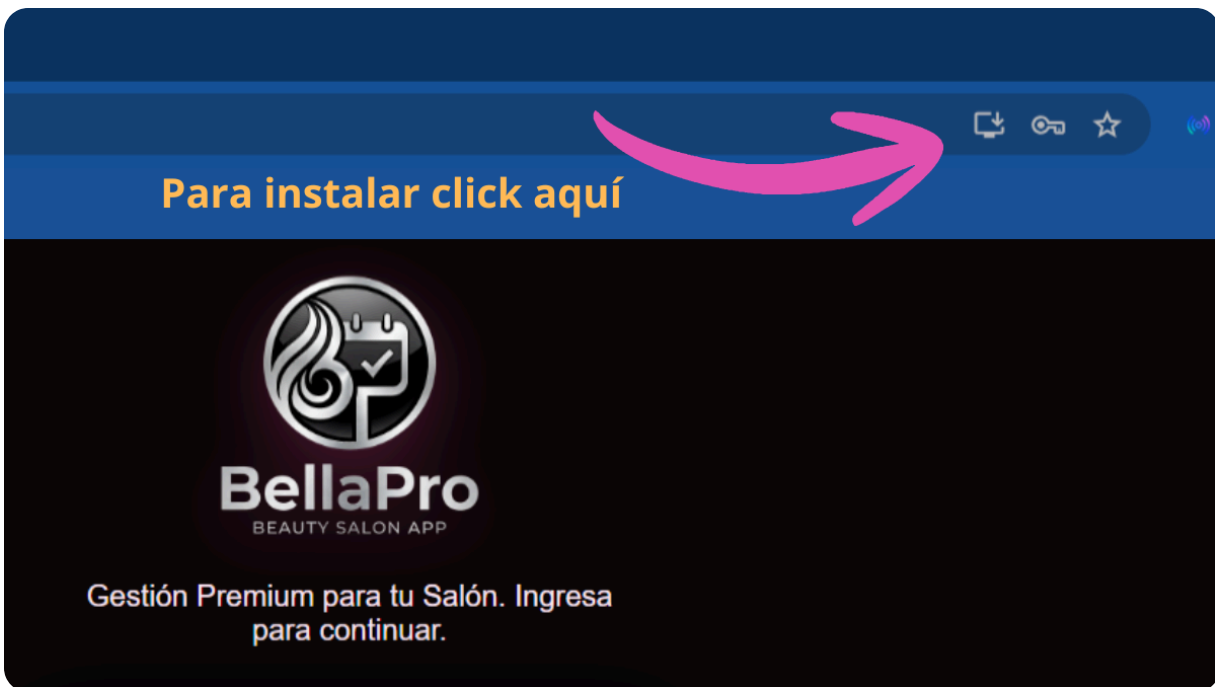 Para instalar click aquí
BellaPro
BEAUTY SALON APP
Gestión Premium para tu Salón. Ingresa
para continuar.